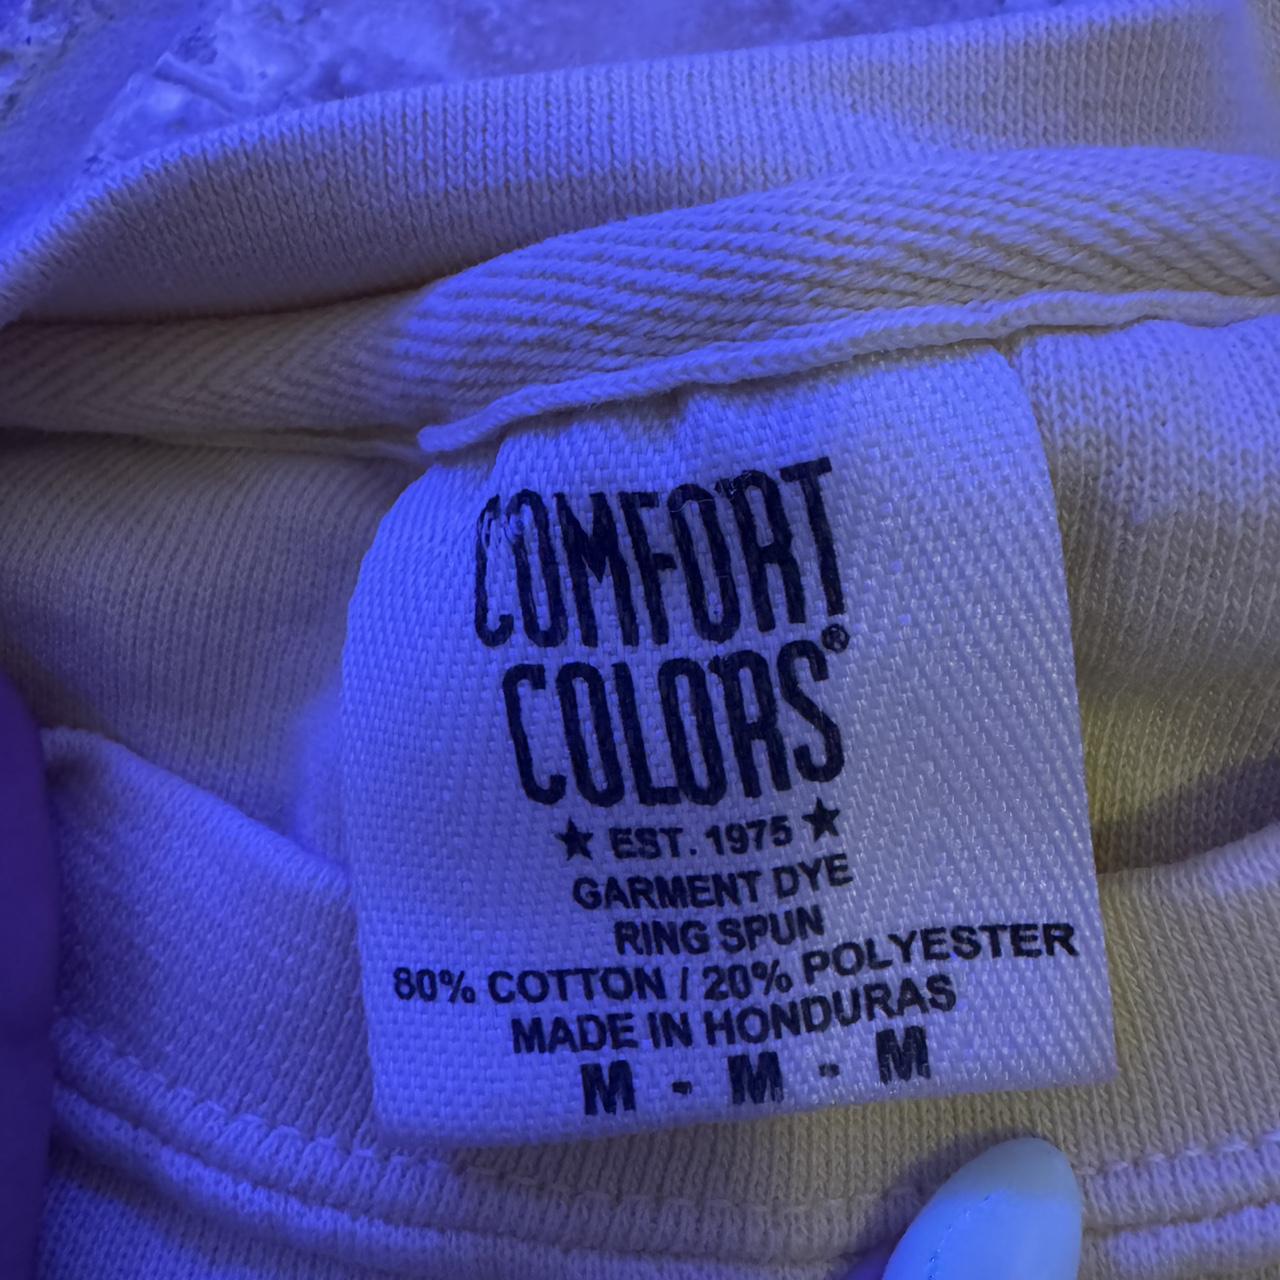 COMFORT
COLORS®
★ EST. 1975 ★
GARMENT DYE
RING SPUN
80% COTTON / 20% POLYESTER
MADE IN HONDURAS
M - M - M